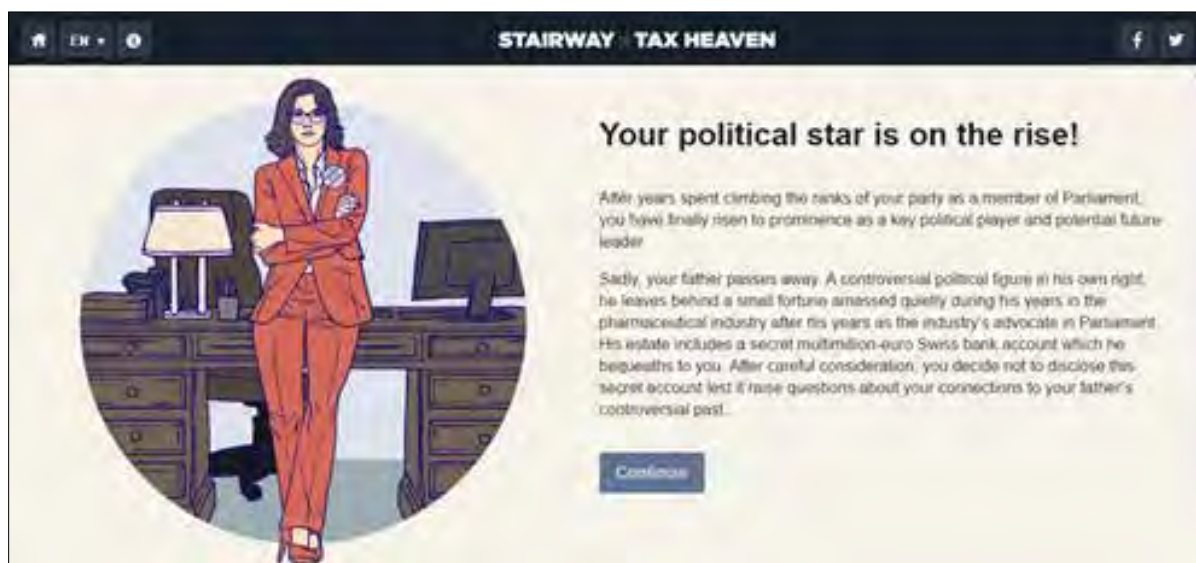 EN
STAIRWAY TAX HEAVEN
Your political star is on the rise!
After years spent climbing the ranks of your party as a member of Parliament,
you have finally risen to prominence as a key political player and potential future
leader
Sadly, your father passes away. A controversial political figure in his own right,
he leaves behind a small fortune amassed quietly during his years in the
pharmaceutical industry after his years as the industry's advocate in Parliament.
His estate includes a secret multimillion-euro Swiss bank account which he
bequeaths to you. After careful consideration, you decide not to disclose this
secret account lest it raise questions about your connections to your father's
controversial past.
Continue